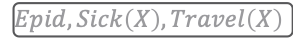 Epid, Sick(X), Travel(X)